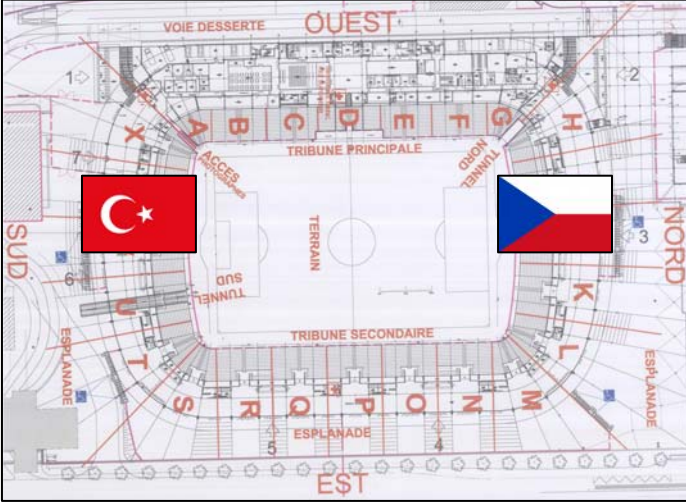 OUEST
VOIE DESSERTE
1
2
A B C D E F G H
X
TRIBUNE PRINCIPALE
ACCES
PHOTOGRAPHES
TUNNEL
NORD
7
SUD
NORD
3
TERRAIN
6
TUNNEL
SUD
U
K
TRIBUNE SECONDAIRE
T
L
ESPLANADE
ESPLANADE
S R Q P O N M
ESPLANADE
5
4
EST